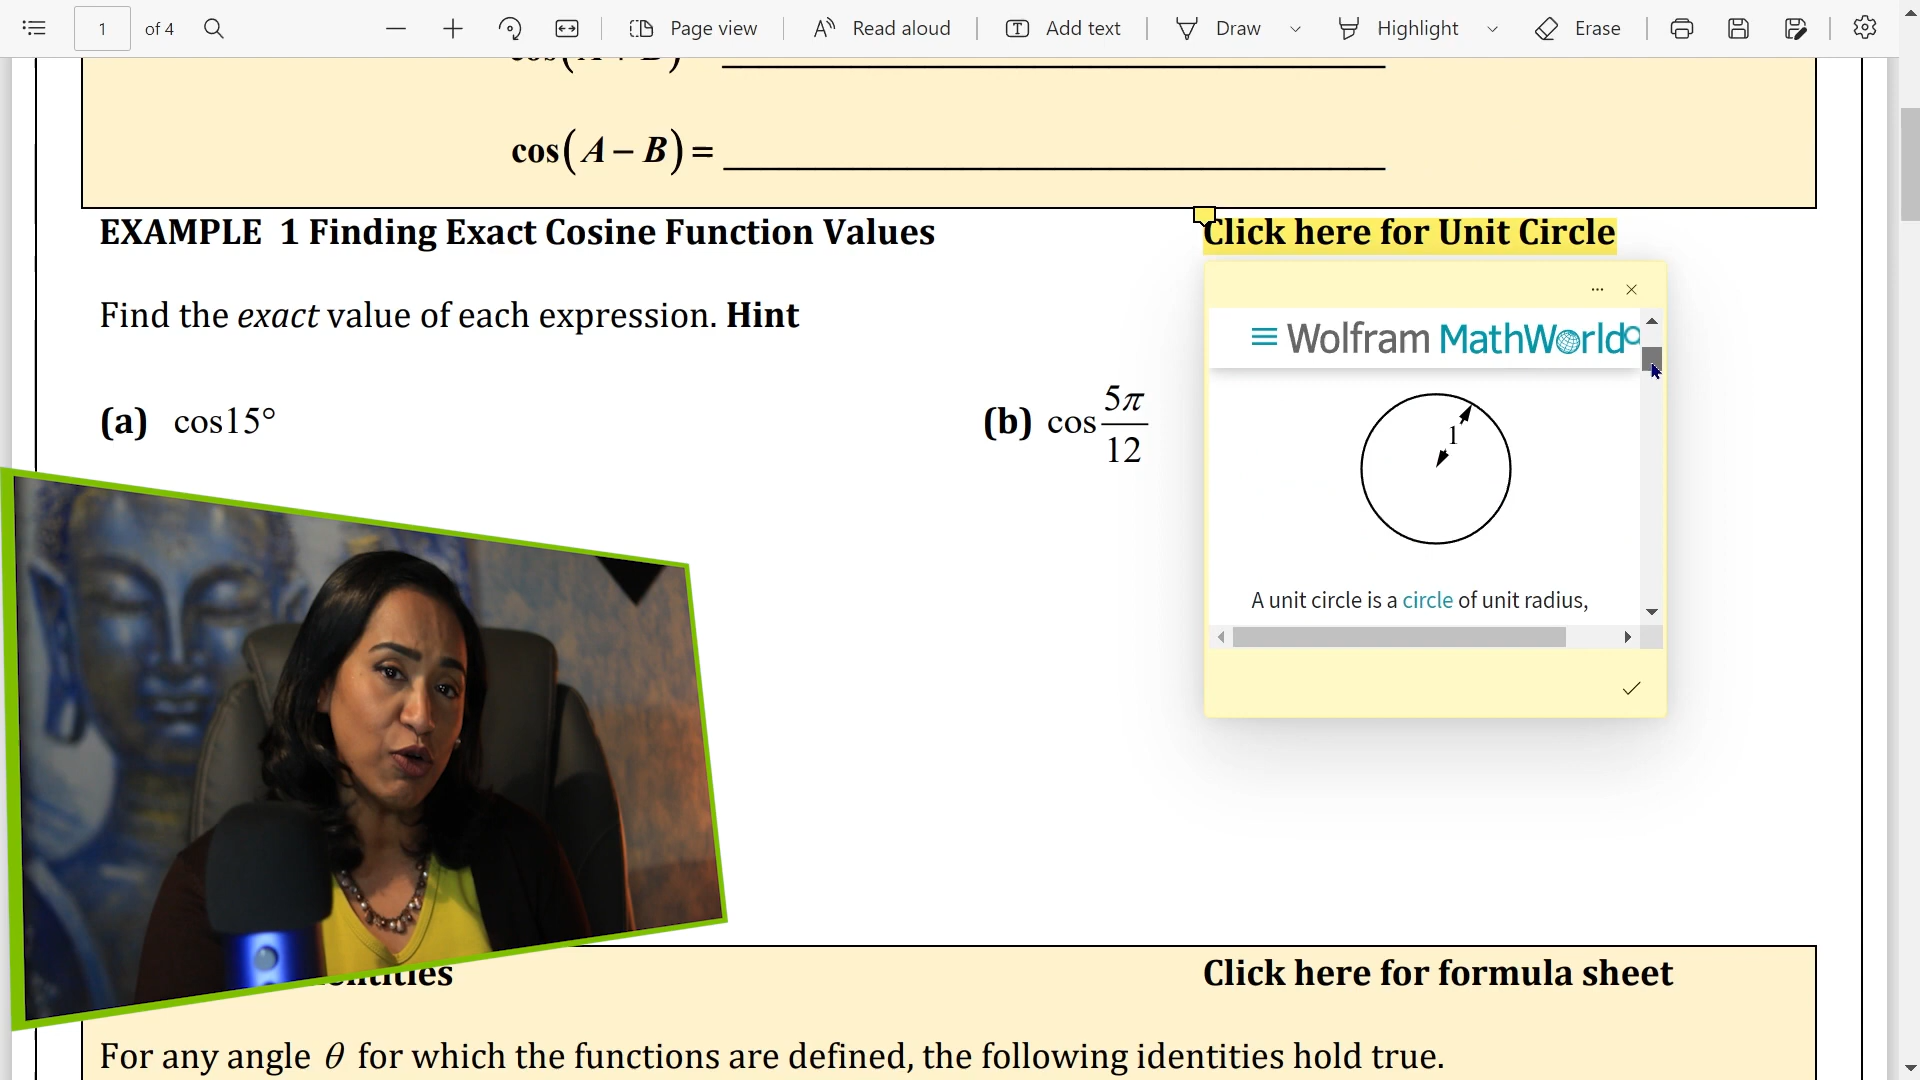 1 of 4 Page view Read aloud Add text Draw Highlight Erase
cos(A − B) =
EXAMPLE 1 Finding Exact Cosine Function Values
Click here for Unit Circle
Find the exact value of each expression. Hint
Wolfram MathWorld
(a) cos15°
(b) cos 5π/12
1
A unit circle is a circle of unit radius,
Click here for formula sheet
For any angle θ for which the functions are defined, the following identities hold true.